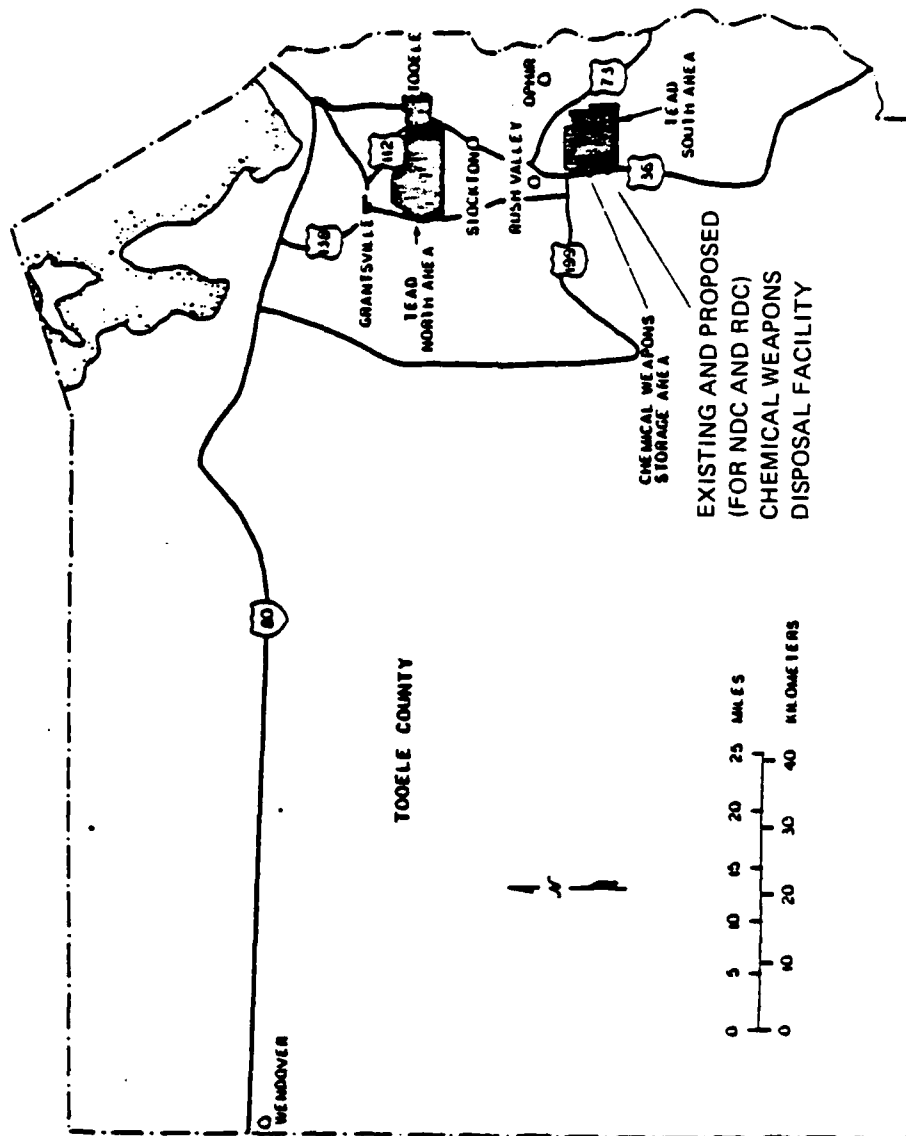 TOOELE
112
138
GRANTSVILLE
TEAD
NORTH AREA
STOCKTON
RUSH VALLEY
OPHIR
73
TEAD
SOUTH AREA
36
199
CHEMICAL WEAPONS
STORAGE AREA
EXISTING AND PROPOSED
(FOR NDC AND RDC)
CHEMICAL WEAPONS
DISPOSAL FACILITY
80
WENDOVER
TOOELE COUNTY
N
0 5 10 15 20 25 MILES
0 10 20 30 40 KILOMETERS